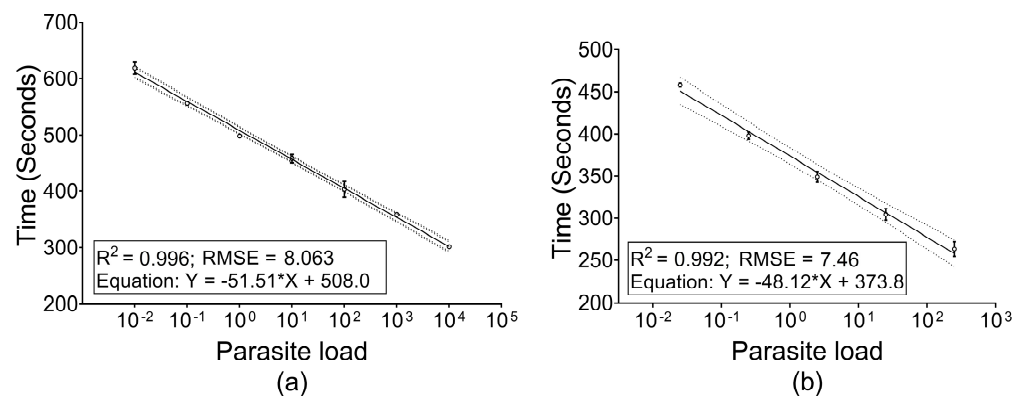 700
600
500
400
300
200
Time (Seconds)
R² = 0.996; RMSE = 8.063
Equation: Y = -51.51*X + 508.0
10⁻² 10⁻¹ 10⁰ 10¹ 10² 10³ 10⁴ 10⁵
Parasite load
(a)
500
450
400
350
300
250
200
Time (Seconds)
R² = 0.992; RMSE = 7.46
Equation: Y = -48.12*X + 373.8
10⁻² 10⁻¹ 10⁰ 10¹ 10² 10³
Parasite load
(b)